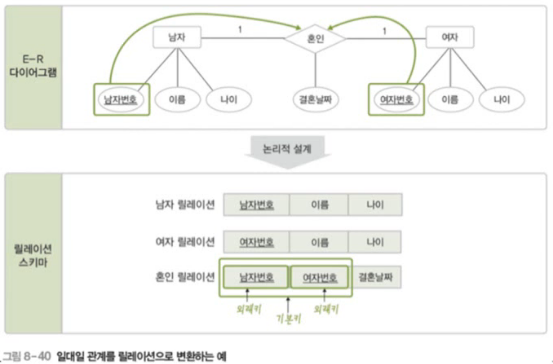 E-R
다이어그램
남자
1
혼인
1
여자
남자번호
이름
나이
결혼날짜
여자번호
이름
나이
논리적 설계
릴레이션
스키마
남자 릴레이션 남자번호 이름 나이
여자 릴레이션 여자번호 이름 나이
혼인 릴레이션 남자번호 여자번호 결혼날짜
외래키 기본키 외래키
그림 8-40 일대일 관계를 릴레이션으로 변환하는 예